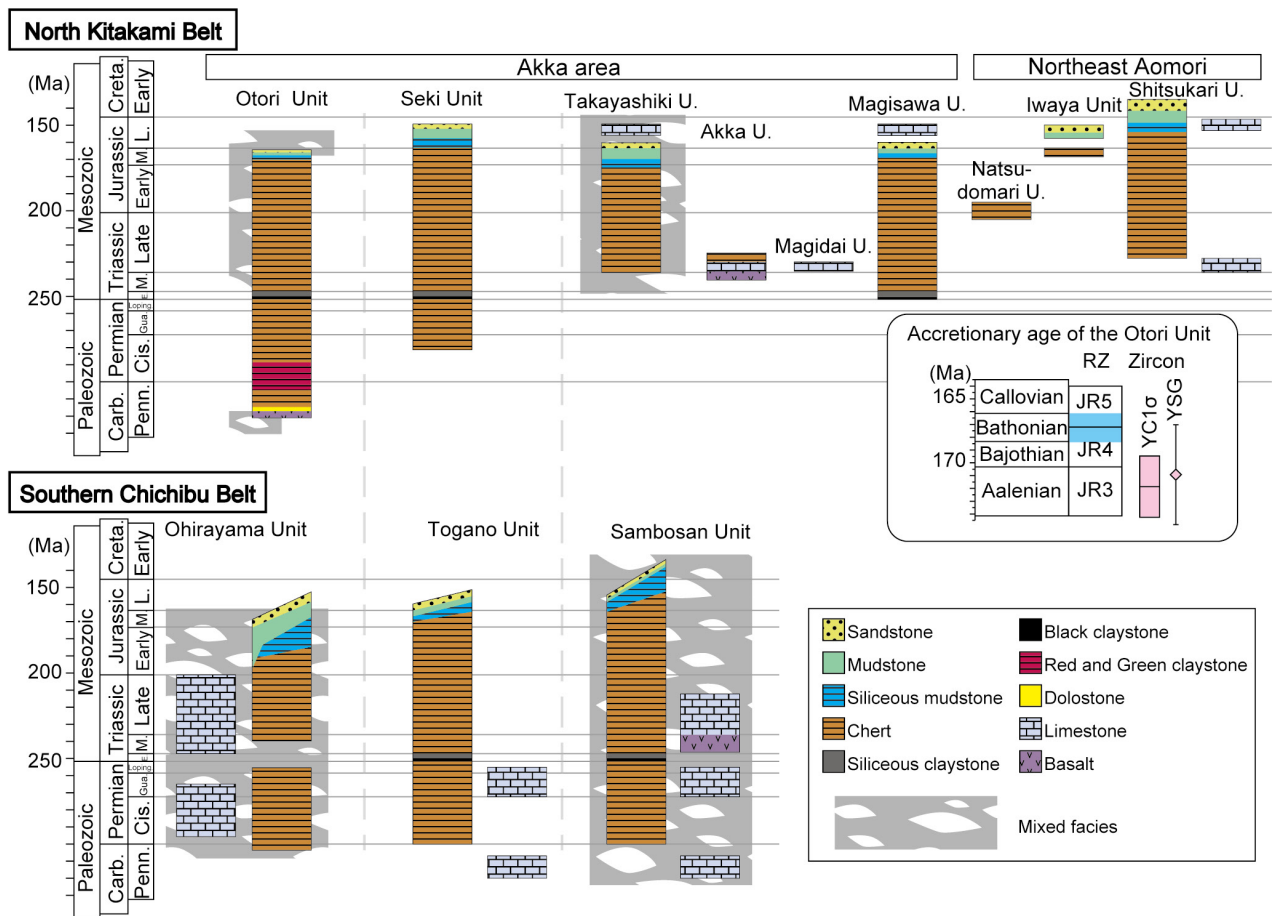 North Kitakami Belt
Akka area
Northeast Aomori
(Ma)
Otori Unit
Seki Unit
Takayashiki U.
Akka U.
Magidai U.
Magisawa U.
Natsu-
domari U.
Iwaya Unit
Shitsukari U.
150
200
250
Mesozoic
Paleozoic
Creta.
Jurassic
Triassic
Permian
Carb.
Early
L.
M.
Early
Late
M.
E.
Loping.
Gua.
Cis.
Penn.
Accretionary age of the Otori Unit
(Ma)
RZ
Zircon
165
170
Callovian
Bathonian
Bajothian
Aalenian
JR5
JR4
JR3
YC1σ
YSG
Southern Chichibu Belt
(Ma)
Ohirayama Unit
Togano Unit
Sambosan Unit
150
200
250
Mesozoic
Paleozoic
Creta.
Jurassic
Triassic
Permian
Carb.
Early
L.
M.
Early
Late
M.
E.
Loping.
Gua.
Cis.
Penn.
Sandstone
Mudstone
Siliceous mudstone
Chert
Siliceous claystone
Black claystone
Red and Green claystone
Dolostone
Limestone
Basalt
Mixed facies